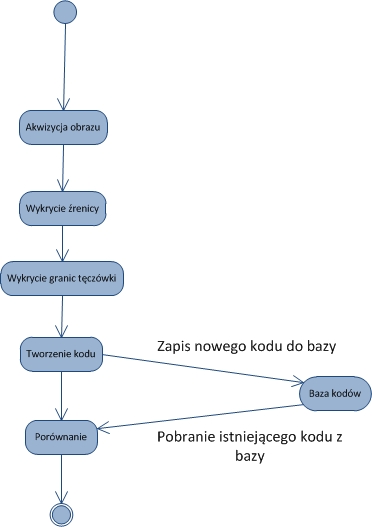 Akwizycja obrazu
Wykrycie źrenicy
Wykrycie granic tęczówki
Tworzenie kodu
Zapis nowego kodu do bazy
Baza kodów
Porównanie
Pobranie istniejącego kodu z
bazy